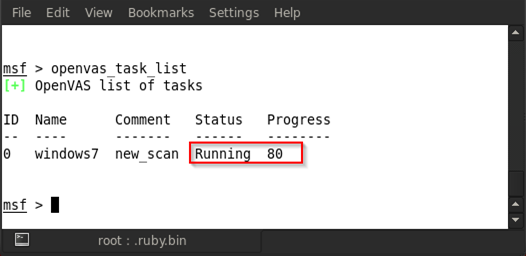 File Edit View Bookmarks Settings Help
msf > openvas_task_list
[+] OpenVAS list of tasks
ID Name Comment Status Progress
-- ---- ------- ------ --------
0 windows7 new_scan Running 80
msf >
root : .ruby.bin